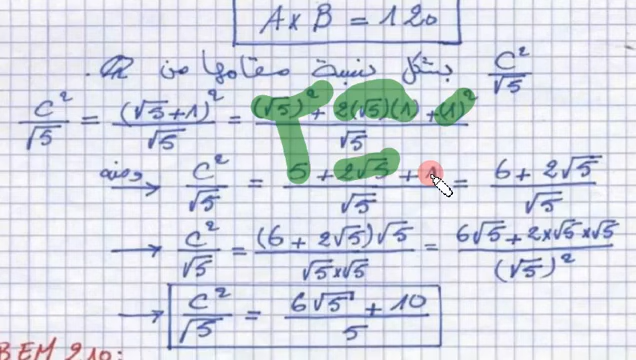 A × B = 120
C²/√5 بشكل نسبة مقامها من Q.
C²/√5 = (√5+1)²/√5 = (√5)² + 2(√5)(1) + (1)²/√5
ومنه → C²/√5 = 5 + 2√5 + 1/√5 = 6 + 2√5/√5
→ C²/√5 = (6 + 2√5)√5/√5×√5 = 6√5 + 2×√5×√5/(√5)²
→ C²/√5 = 6√5 + 10/5
BEM 210: